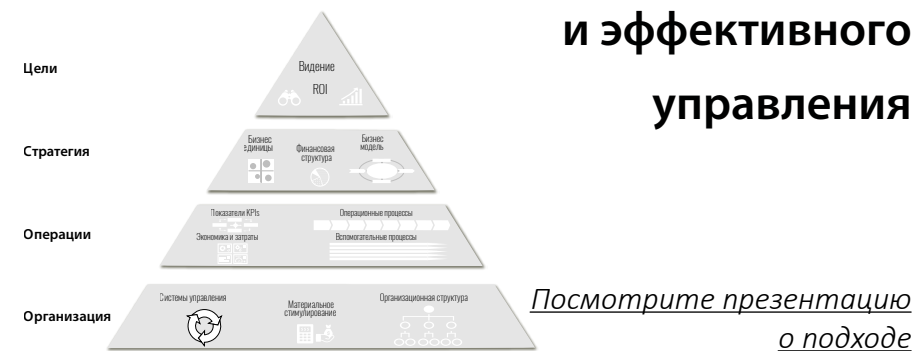 и эффективного
управления
Цели
Видение
ROI
Стратегия
Бизнес
единицы
Финансовая
структура
Бизнес
модель
Операции
Показатели KPIs
Операционные процессы
Экономика и затраты
Вспомогательные процессы
Организация
Системы управления
Материальное
стимулирование
Организационная структура
Посмотрите презентацию
о подходе